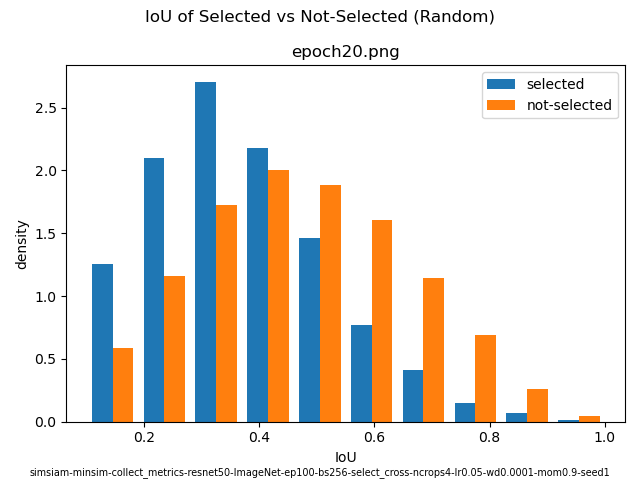 IoU of Selected vs Not-Selected (Random)
epoch20.png
selected
not-selected
density
2.5
2.0
1.5
1.0
0.5
0.0
0.2 0.4 0.6 0.8 1.0
IoU
simsiam-minsim-collect_metrics-resnet50-ImageNet-ep100-bs256-select_cross-ncrops4-lr0.05-wd0.0001-mom0.9-seed1